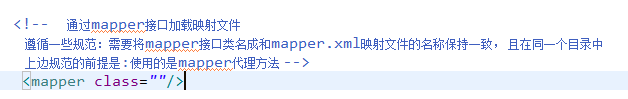 <!-- 通过mapper接口加载映射文件
遵循一些规范：需要将mapper接口类名成和mapper.xml映射文件的名称保持一致，且在同一个目录中
上边规范的前提是:使用的是mapper代理方法 -->
<mapper class=""/>